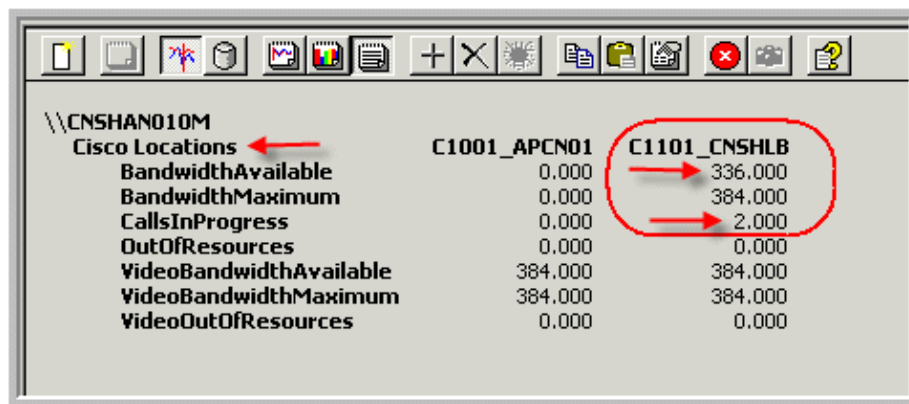 \\CNSHAN010M
Cisco Locations C1001_APCN01 C1101_CNSHLB
BandwidthAvailable 0.000 336.000
BandwidthMaximum 0.000 384.000
CallsInProgress 0.000 2.000
OutOfResources 0.000 0.000
VideoBandwidthAvailable 384.000 384.000
VideoBandwidthMaximum 384.000 384.000
VideoOutOfResources 0.000 0.000